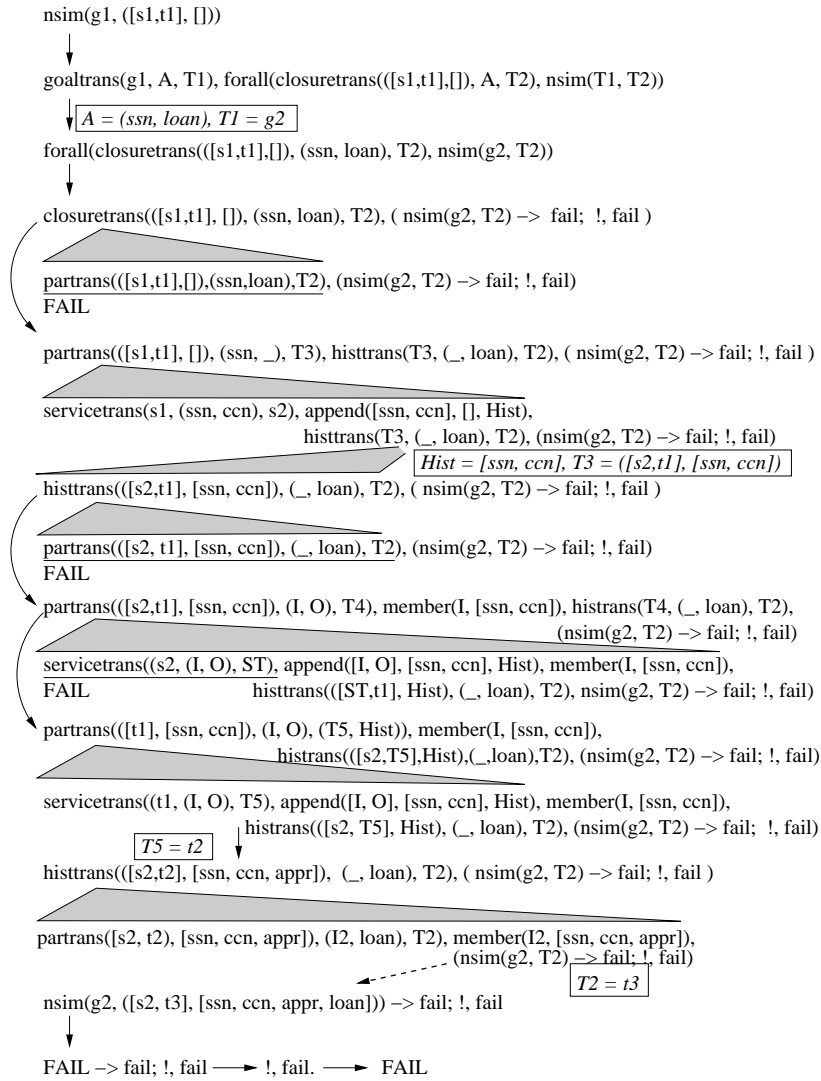 nsim(g1, ([s1,t1], []))
goaltrans(g1, A, T1), forall(closuretrans(([s1,t1],[]), A, T2), nsim(T1, T2))
A = (ssn, loan), T1 = g2
forall(closuretrans(([s1,t1],[]), (ssn, loan), T2), nsim(g2, T2))
closuretrans(([s1,t1], []), (ssn, loan), T2), ( nsim(g2, T2) −> fail; !, fail )
partrans(([s1,t1],[]),(ssn,loan),T2), (nsim(g2, T2) −> fail; !, fail)
FAIL
partrans(([s1,t1], []), (ssn, _), T3), histtrans(T3, (_, loan), T2), ( nsim(g2, T2) −> fail; !, fail )
servicetrans(s1, (ssn, ccn), s2), append([ssn, ccn], [], Hist),
histtrans(T3, (_, loan), T2), (nsim(g2, T2) −> fail; !, fail)
Hist = [ssn, ccn], T3 = ([s2,t1], [ssn, ccn])
histtrans(([s2,t1], [ssn, ccn]), (_, loan), T2), ( nsim(g2, T2) −> fail; !, fail )
partrans(([s2, t1], [ssn, ccn]), (_, loan), T2), (nsim(g2, T2) −> fail; !, fail)
FAIL
partrans(([s2,t1], [ssn, ccn]), (I, O), T4), member(I, [ssn, ccn]), histrans(T4, (_, loan), T2),
(nsim(g2, T2) −> fail; !, fail)
servicetrans((s2, (I, O), ST), append([I, O], [ssn, ccn], Hist), member(I, [ssn, ccn]),
FAIL histtrans(([ST,t1], Hist), (_, loan), T2), nsim(g2, T2) −> fail; !, fail)
partrans(([t1], [ssn, ccn]), (I, O), (T5, Hist)), member(I, [ssn, ccn]),
histrans(([s2,T5],Hist),(_,loan),T2), (nsim(g2, T2) −> fail; !, fail)
servicetrans((t1, (I, O), T5), append([I, O], [ssn, ccn], Hist), member(I, [ssn, ccn]),
histrans(([s2, T5], Hist), (_, loan), T2), (nsim(g2, T2) −> fail; !, fail)
T5 = t2
histtrans(([s2,t2], [ssn, ccn, appr]), (_, loan), T2), ( nsim(g2, T2) −> fail; !, fail )
partrans([s2, t2), [ssn, ccn, appr]), (I2, loan), T2), member(I2, [ssn, ccn, appr]),
(nsim(g2, T2) −> fail; !, fail)
T2 = t3
nsim(g2, ([s2, t3], [ssn, ccn, appr, loan])) −> fail; !, fail
FAIL −> fail; !, fail !, fail. FAIL